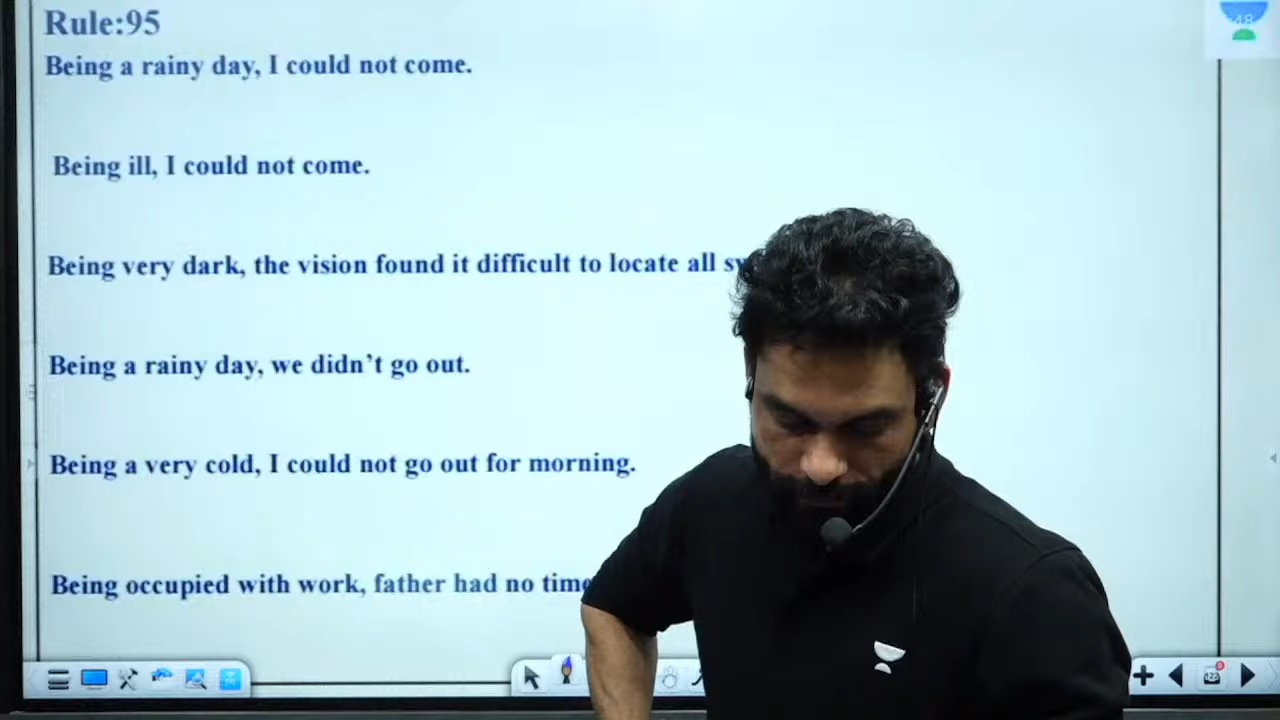 Rule:95
48
Being a rainy day, I could not come.
Being ill, I could not come.
Being very dark, the vision found it difficult to locate all
Being a rainy day, we didn’t go out.
Being a very cold, I could not go out for morning.
Being occupied with work, father had no time